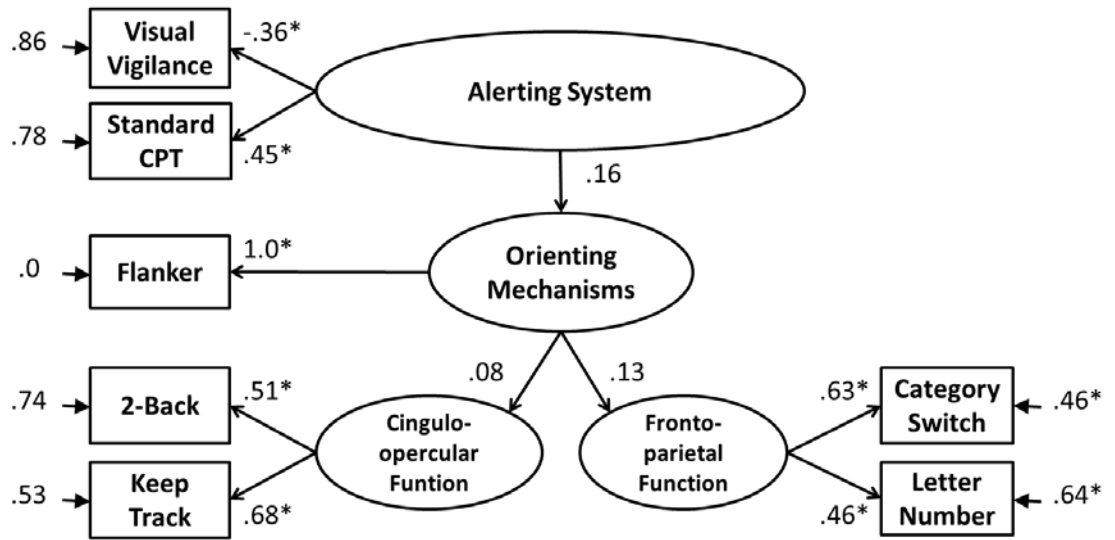 .86
Visual
Vigilance
-.36*
Alerting System
.78
Standard
CPT
.45*
.16
.0
Flanker
1.0*
Orienting
Mechanisms
.08
.13
.74
2-Back
.51*
Cingulo-
opercular
Funtion
.53
Keep
Track
.68*
Fronto-
parietal
Function
.63*
Category
Switch
.46*
.46*
Letter
Number
.64*